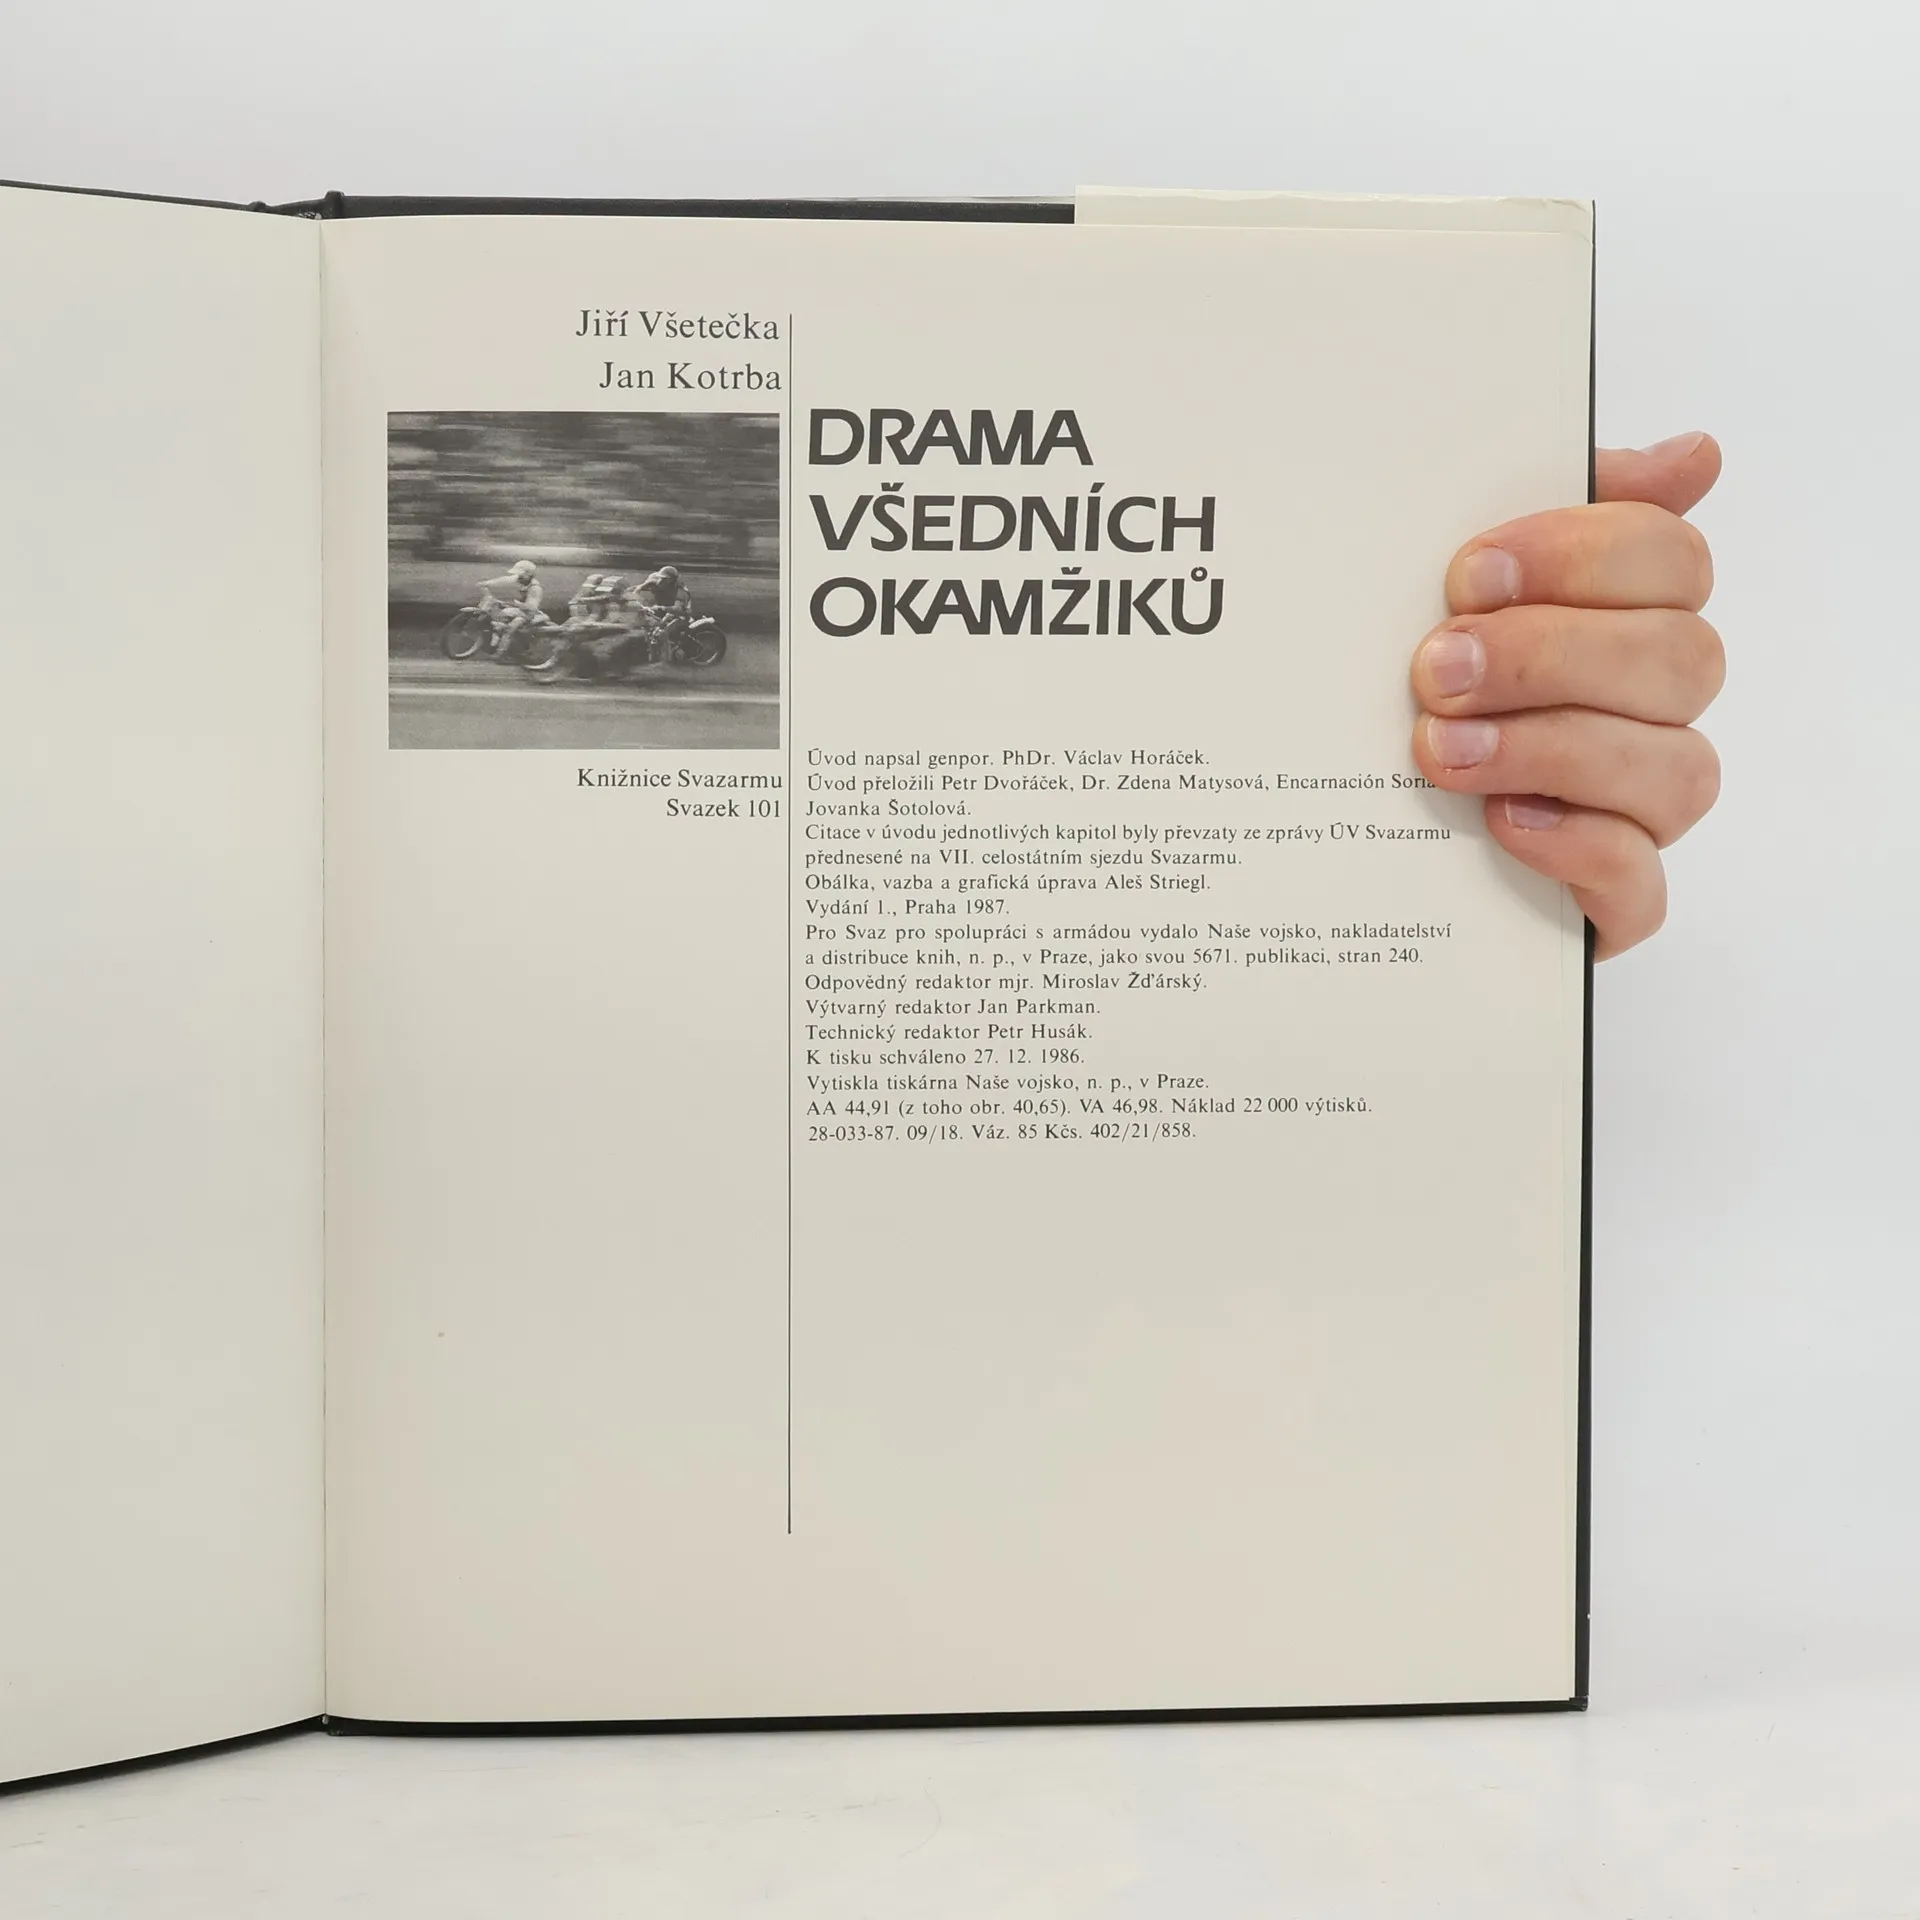 Jiří Všetečka
Jan Kotrba
DRAMA
VŠEDNÍCH
OKAMŽIKŮ
Knižnice Svazarmu
Svazek 101
Úvod napsal genpor. PhDr. Václav Horáček.
Úvod přeložili Petr Dvořáček, Dr. Zdena Matysová, Encarnación
Jovanka Šotolová.
Citace v úvodu jednotlivých kapitol byly převzaty ze zprávy ÚV Svazarmu
přednesené na VII. celostátním sjezdu Svazarmu.
Obálka, vazba a grafická úprava Aleš Striegl.
Vydání 1., Praha 1987.
Pro Svaz pro spolupráci s armádou vydalo Naše vojsko, nakladatelství
a distribuce knih, n. p., v Praze, jako svou 5671. publikaci, stran 240.
Odpovědný redaktor mjr. Miroslav Žďárský.
Výtvarný redaktor Jan Parkman.
Technický redaktor Petr Husák.
K tisku schváleno 27. 12. 1986.
Vytiskla tiskárna Naše vojsko, n. p., v Praze.
AA 44,91 (z toho obr. 40,65). VA 46,98. Náklad 22 000 výtisků.
28-033-87. 09/18. Váz. 85 Kčs. 402/21/858.